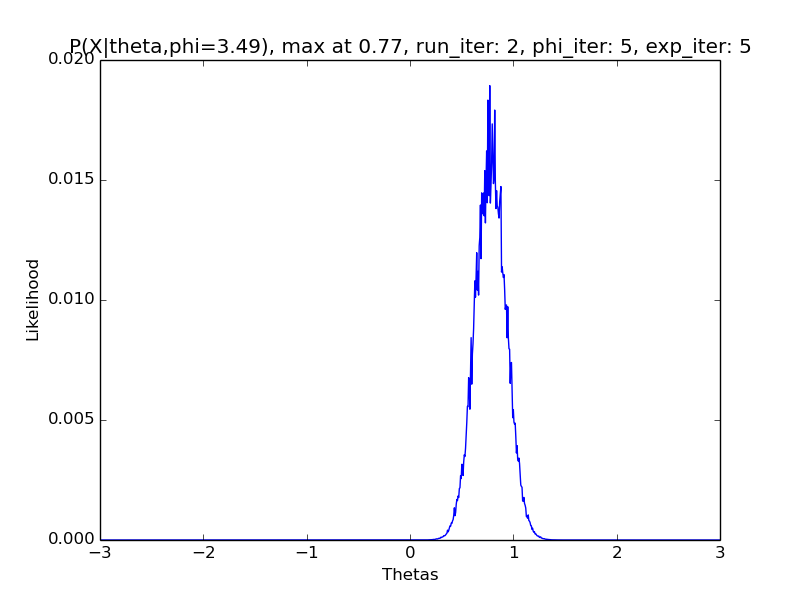 P(X|theta,phi=3.49), max at 0.77, run_iter: 2, phi_iter: 5, exp_iter: 5
0.020
0.015
0.010
0.005
0.000
Likelihood
−3 −2 −1 0 1 2 3
Thetas